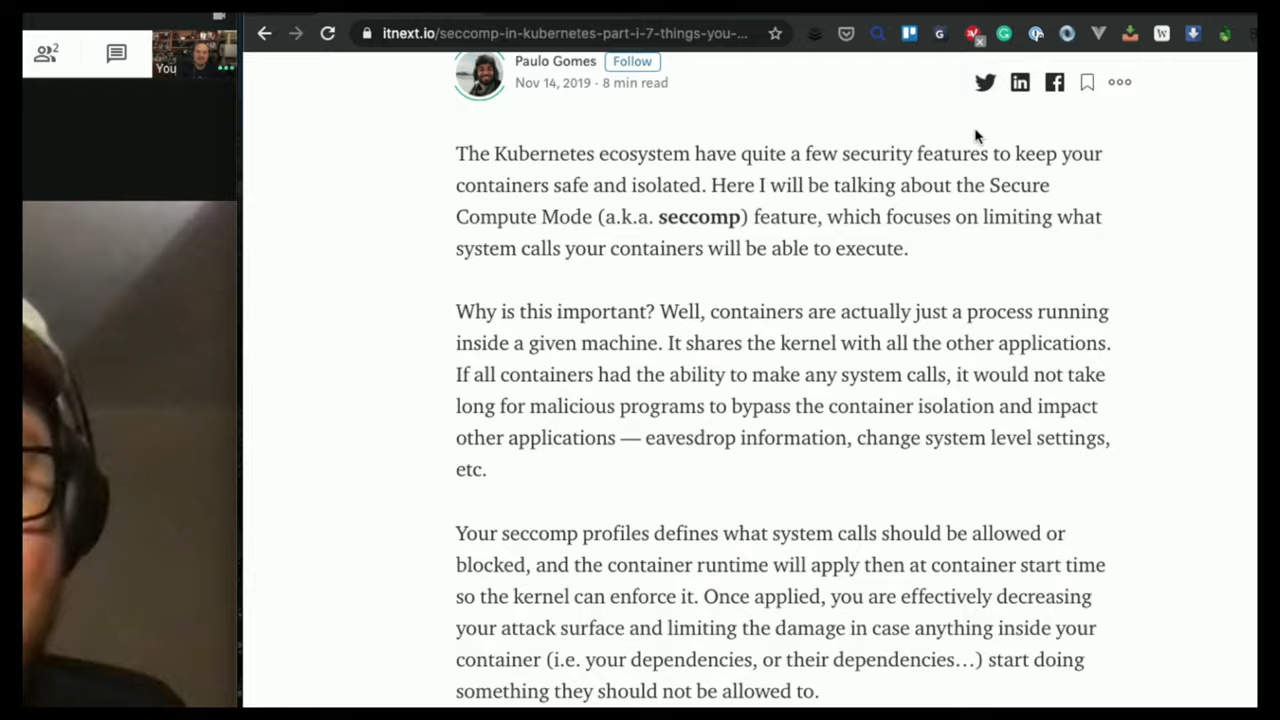 2
You
itnext.io/seccomp-in-kubernetes-part-i-7-things-you-...
Paulo Gomes
Follow
Nov 14, 2019 · 8 min read
The Kubernetes ecosystem have quite a few security features to keep your
containers safe and isolated. Here I will be talking about the Secure
Compute Mode (a.k.a. seccomp) feature, which focuses on limiting what
system calls your containers will be able to execute.
Why is this important? Well, containers are actually just a process running
inside a given machine. It shares the kernel with all the other applications.
If all containers had the ability to make any system calls, it would not take
long for malicious programs to bypass the container isolation and impact
other applications — eavesdrop information, change system level settings,
etc.
Your seccomp profiles defines what system calls should be allowed or
blocked, and the container runtime will apply then at container start time
so the kernel can enforce it. Once applied, you are effectively decreasing
your attack surface and limiting the damage in case anything inside your
container (i.e. your dependencies, or their dependencies…) start doing
something they should not be allowed to.